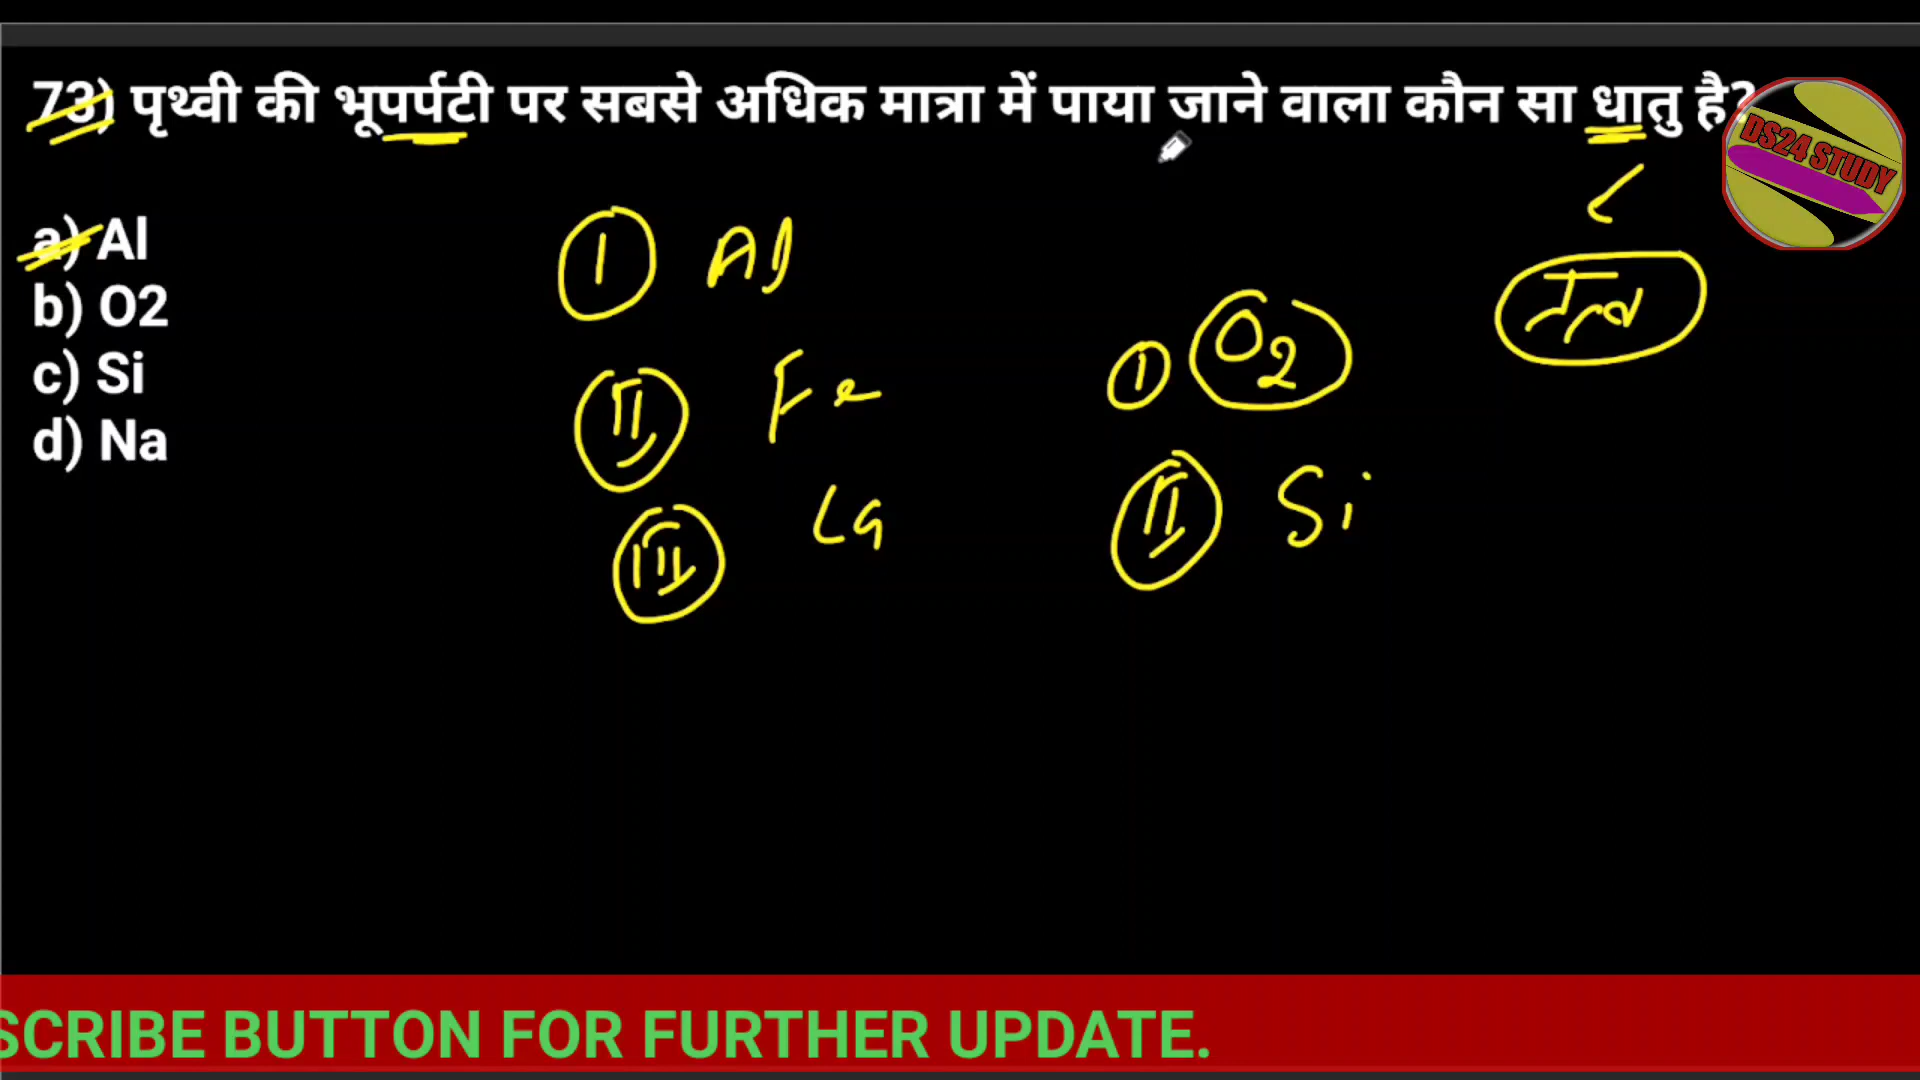 73) पृथ्वी की भूपर्पटी पर सबसे अधिक मात्रा में पाया जाने वाला कौन सा धातु है?
DS24 STUDY
a) Al
b) O2
c) Si
d) Na
I Al
II Fe
III Ca
I O2
II Si
SCRIBE BUTTON FOR FURTHER UPDATE.